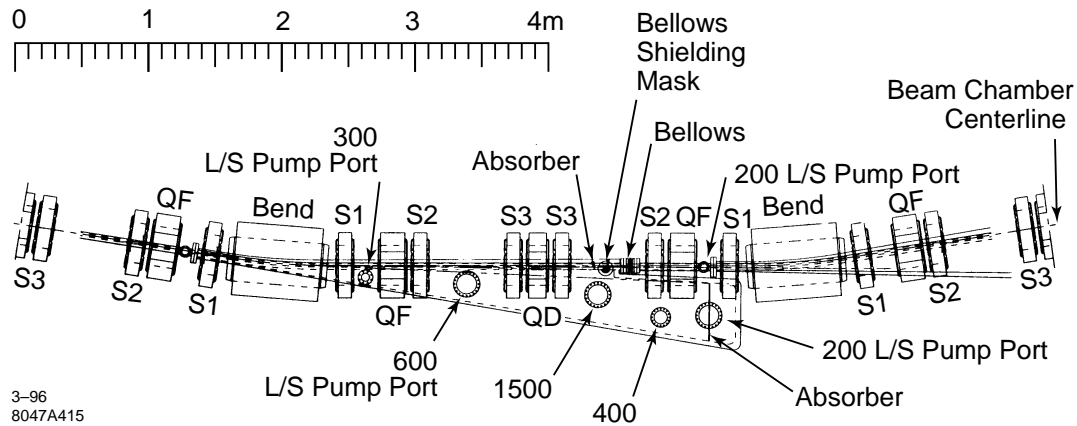 0 1 2 3 4m
Bellows
Shielding
Mask
Beam Chamber
Centerline
300
L/S Pump Port
Absorber
Bellows
200 L/S Pump Port
QF
Bend
S1
S2
S3
S3
S2
QF
S1
Bend
QF
S3
S2
S1
QF
QD
S1
S2
S3
600
L/S Pump Port
1500
400
200 L/S Pump Port
Absorber
3–96
8047A415